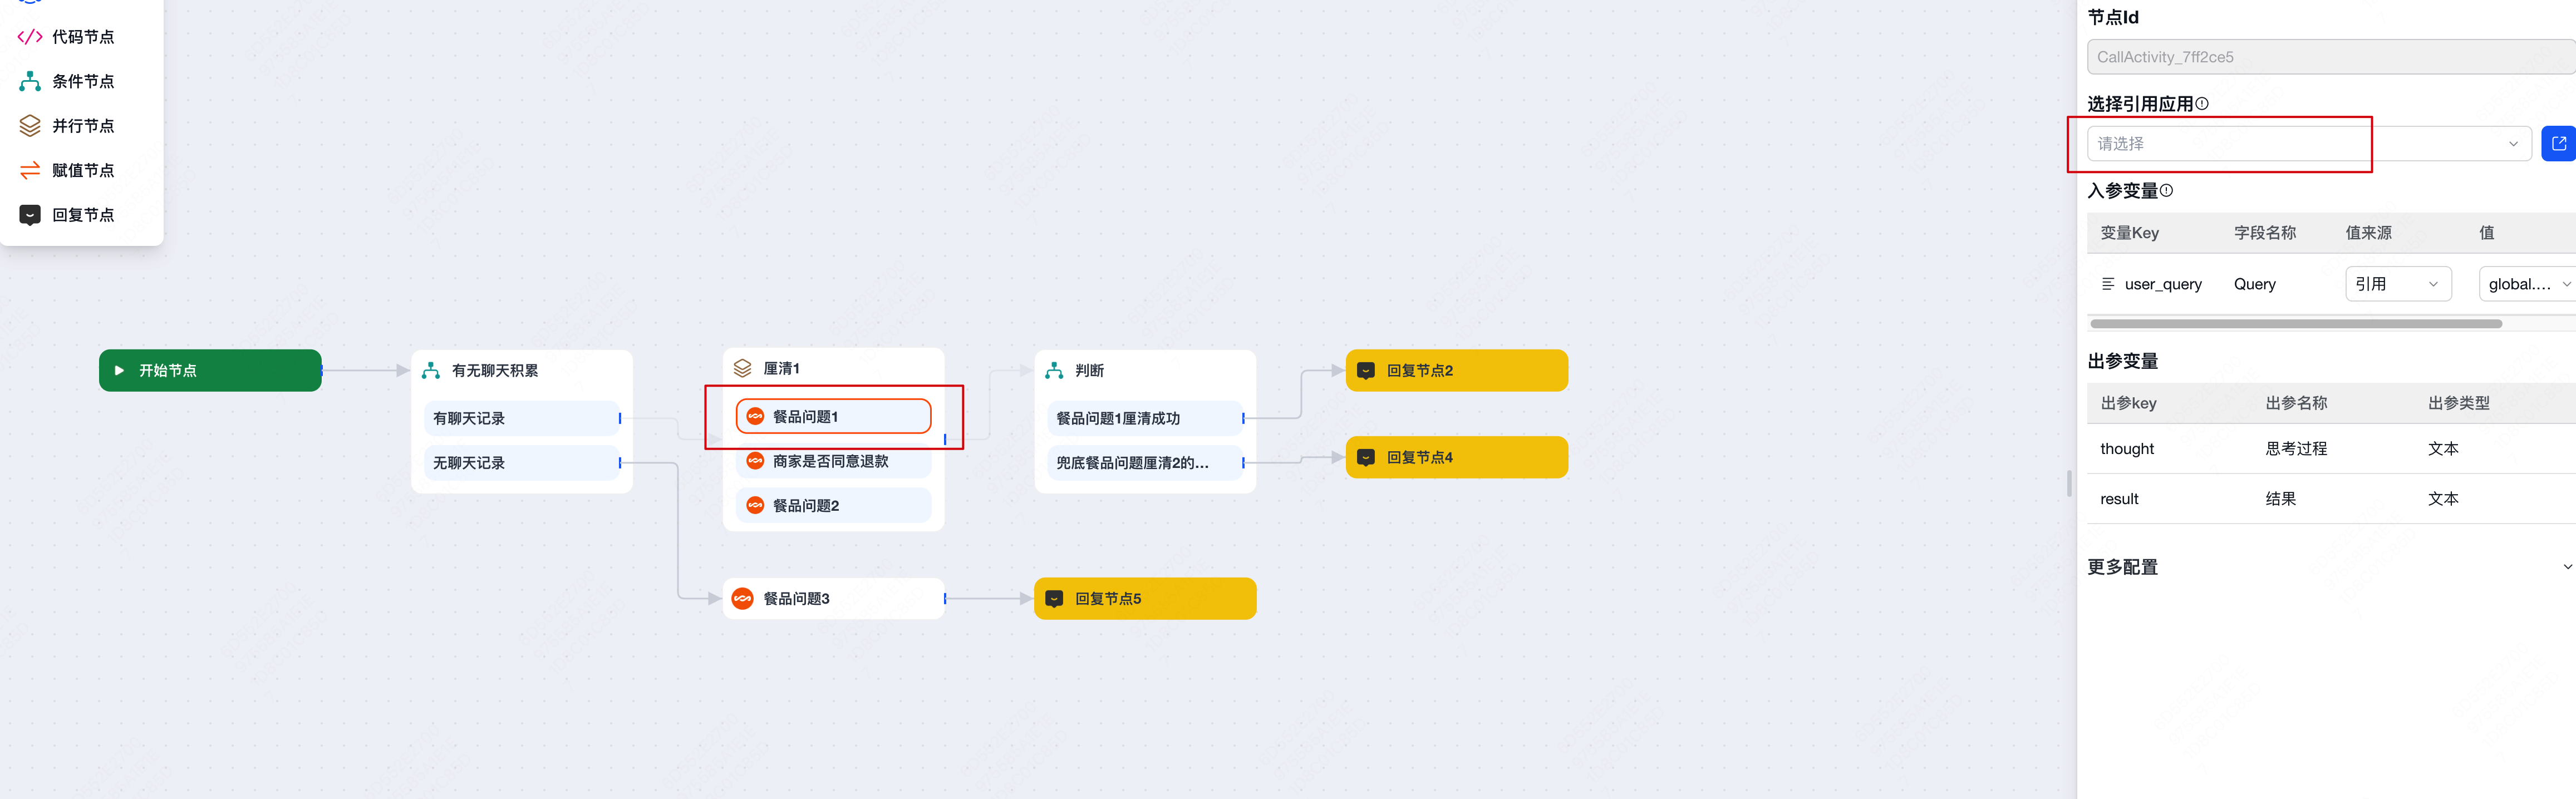 代码节点
条件节点
并行节点
赋值节点
回复节点
开始节点
有无聊天积累
有聊天记录
无聊天记录
厘清1
餐品问题1
商家是否同意退款
餐品问题2
餐品问题3
判断
餐品问题1厘清成功
兜底餐品问题厘清2的...
回复节点2
回复节点4
回复节点5
节点Id
CallActivity_7ff2ce5
选择引用应用
请选择
入参变量
变量Key 字段名称 值来源 值
user_query Query 引用 global....
出参变量
出参key 出参名称 出参类型
thought 思考过程 文本
result 结果 文本
更多配置